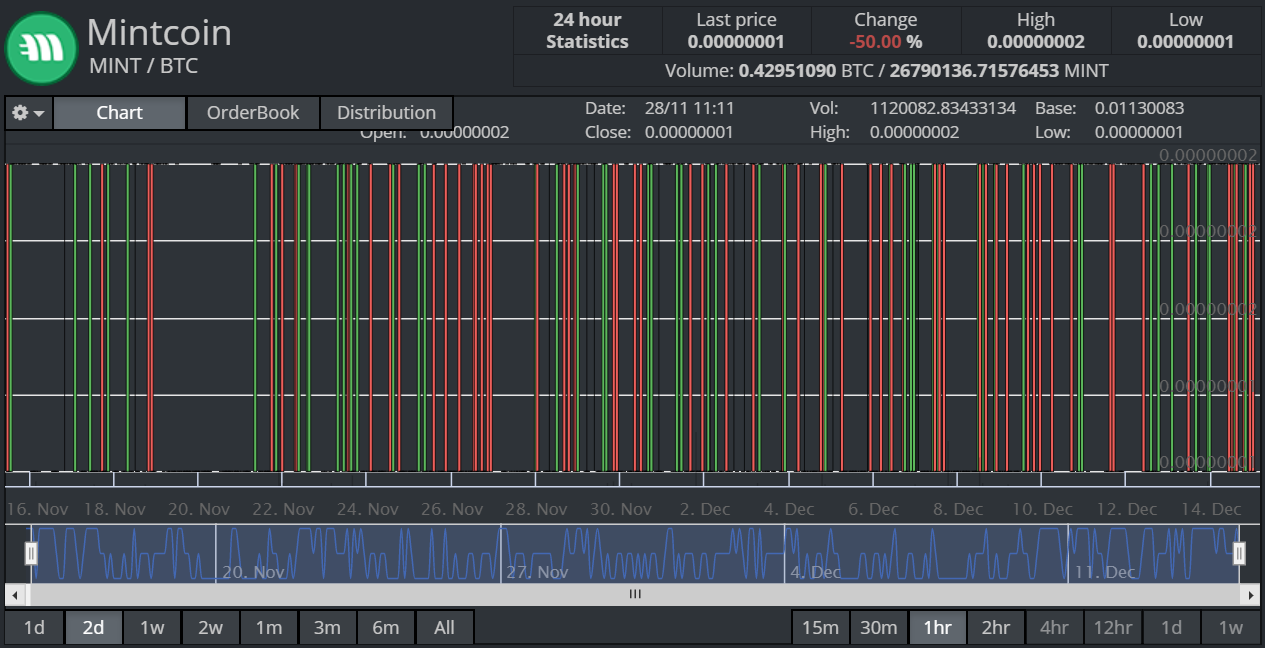 Mintcoin
MINT / BTC
24 hour Statistics
Last price
0.00000001
Change
-50.00 %
High
0.00000002
Low
0.00000001
Volume: 0.42951090 BTC / 26790136.71576453 MINT
Chart OrderBook Distribution
Date: 28/11 11:11 Vol: 1120082.83433134 Base: 0.01130083
Open: 0.00000002 Close: 0.00000001 High: 0.00000002 Low: 0.00000001
0.00000002
0.00000002
0.00000002
0.00000001
0.00000001
16. Nov 18. Nov 20. Nov 22. Nov 24. Nov 26. Nov 28. Nov 30. Nov 2. Dec 4. Dec 6. Dec 8. Dec 10. Dec 12. Dec 14. Dec
20. Nov 27. Nov 4. Dec 11. Dec
1d 2d 1w 2w 1m 3m 6m All 15m 30m 1hr 2hr 4hr 12hr 1d 1w